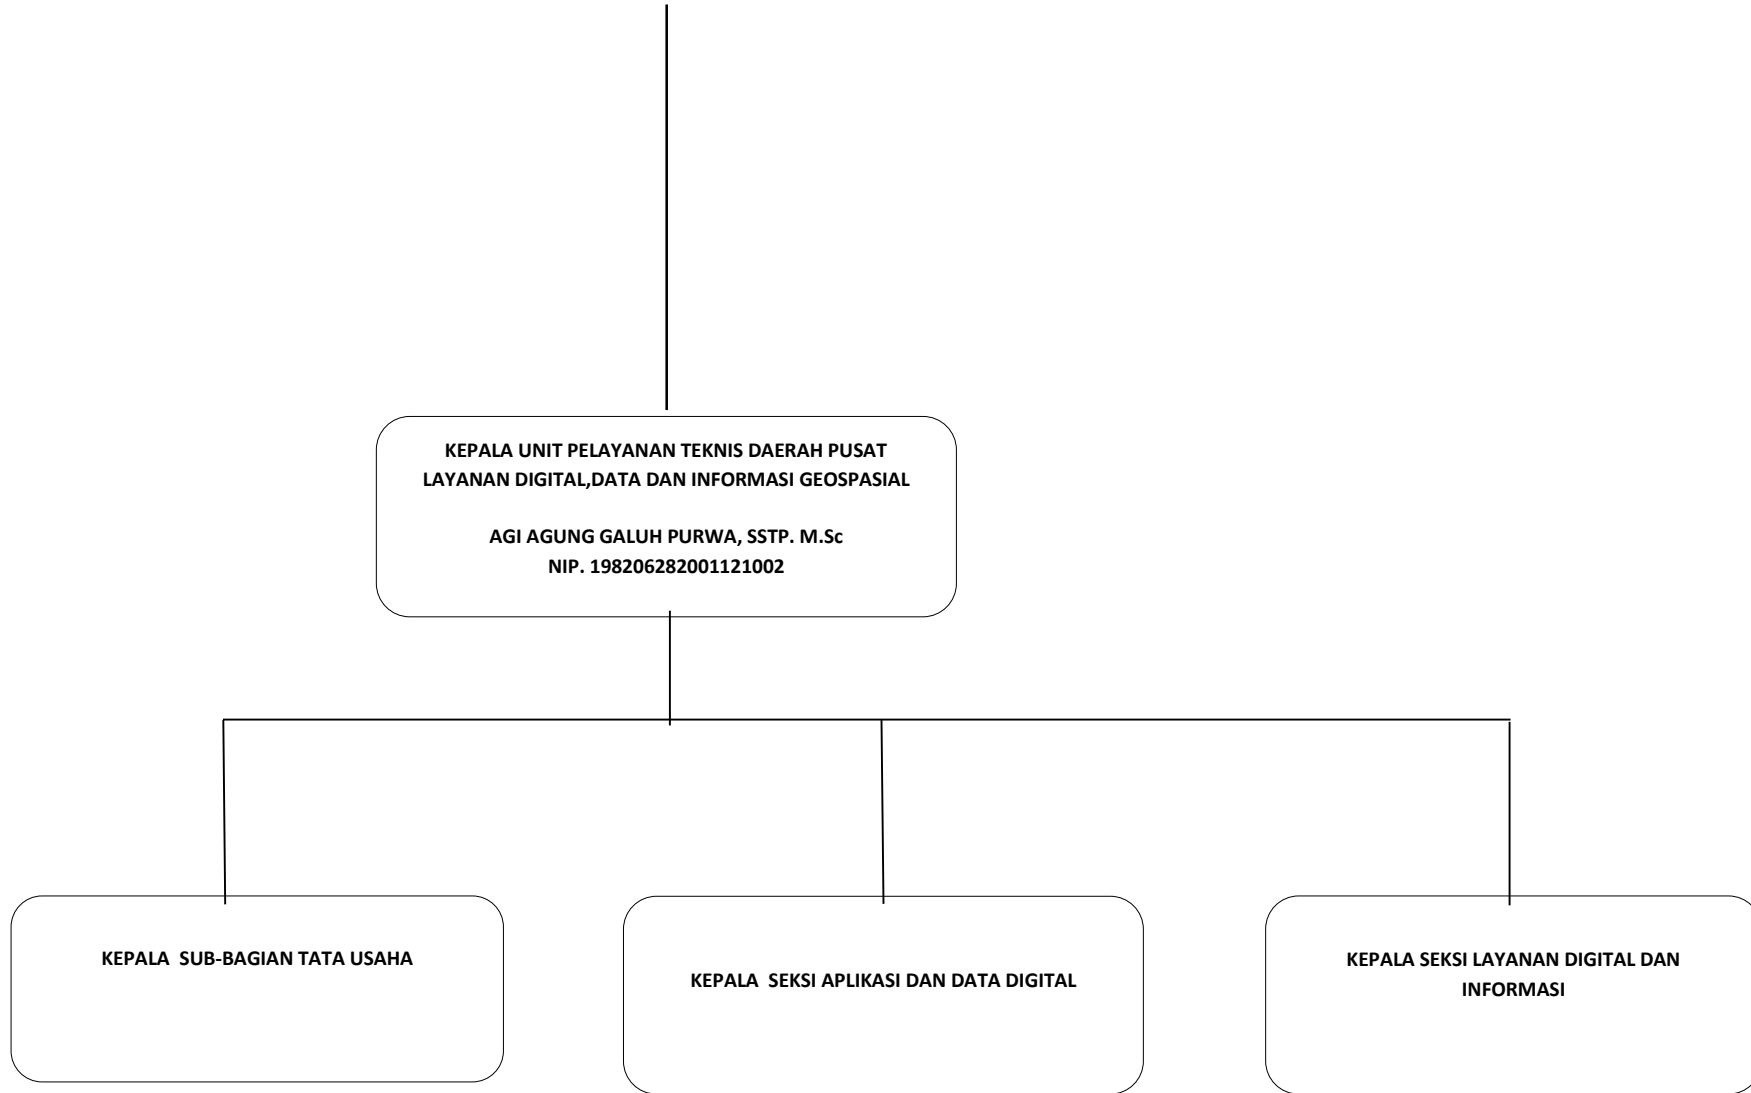 KEPALA UNIT PELAYANAN TEKNIS DAERAH PUSAT
LAYANAN DIGITAL,DATA DAN INFORMASI GEOSPASIAL
AGI AGUNG GALUH PURWA, SSTP. M.Sc
NIP. 198206282001121002
KEPALA  SUB-BAGIAN TATA USAHA
KEPALA  SEKSI APLIKASI DAN DATA DIGITAL
KEPALA SEKSI LAYANAN DIGITAL DAN
INFORMASI